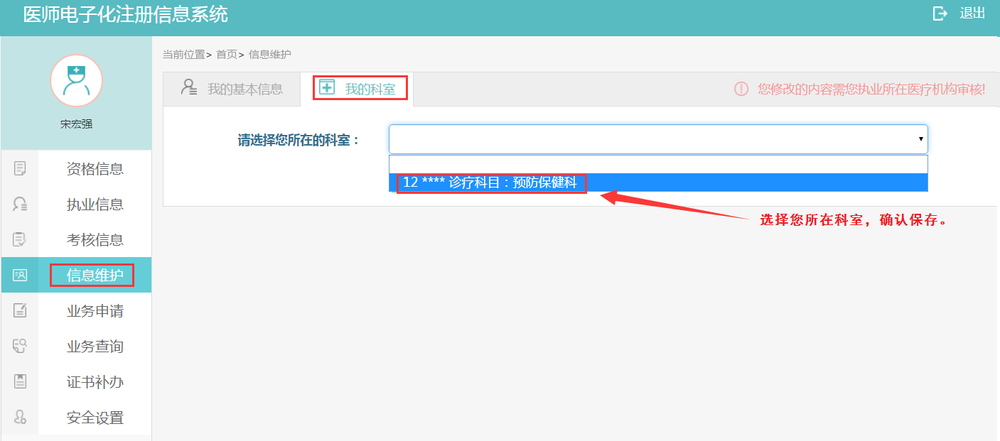 医师电子化注册信息系统
退出
宋宏强
当前位置> 首页> 信息维护
我的基本信息
我的科室
您修改的内容需您执业所在医疗机构审核!
请选择您所在的科室：
12 **** 诊疗科目：预防保健科
选择您所在科室，确认保存。
资格信息
执业信息
考核信息
信息维护
业务申请
业务查询
证书补办
安全设置